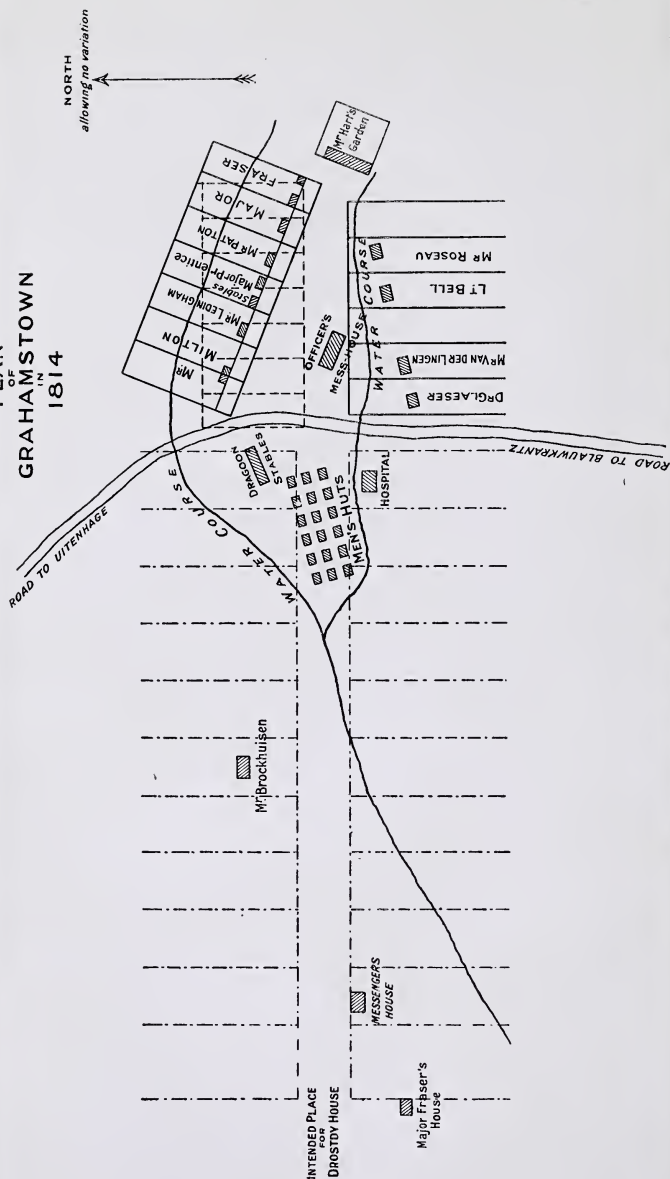 PLAN
OF
GRAHAMSTOWN
IN
1814
NORTH
allowing no variation
ROAD TO UITENHAGE
WATER COURSE
MR MILTON
MR LEDINGHAM
Stables
Major Prentice
MR PATTON
MAJOR FRASER
Mr Hart's
Garden
DRAGOON
STABLES
MEN'S HUTS
OFFICER'S
MESS-HOUSE
WATER COURSE
HOSPITAL
DR GLAESER
MR VAN DER LINGEN
LT BELL
MR ROSEAU
ROAD TO BLAUWKRANTZ
Mr. Brockhuisen
MESSENGERS
HOUSE
INTENDED PLACE
FOR
DROSTDY HOUSE
Major Fraser's
House